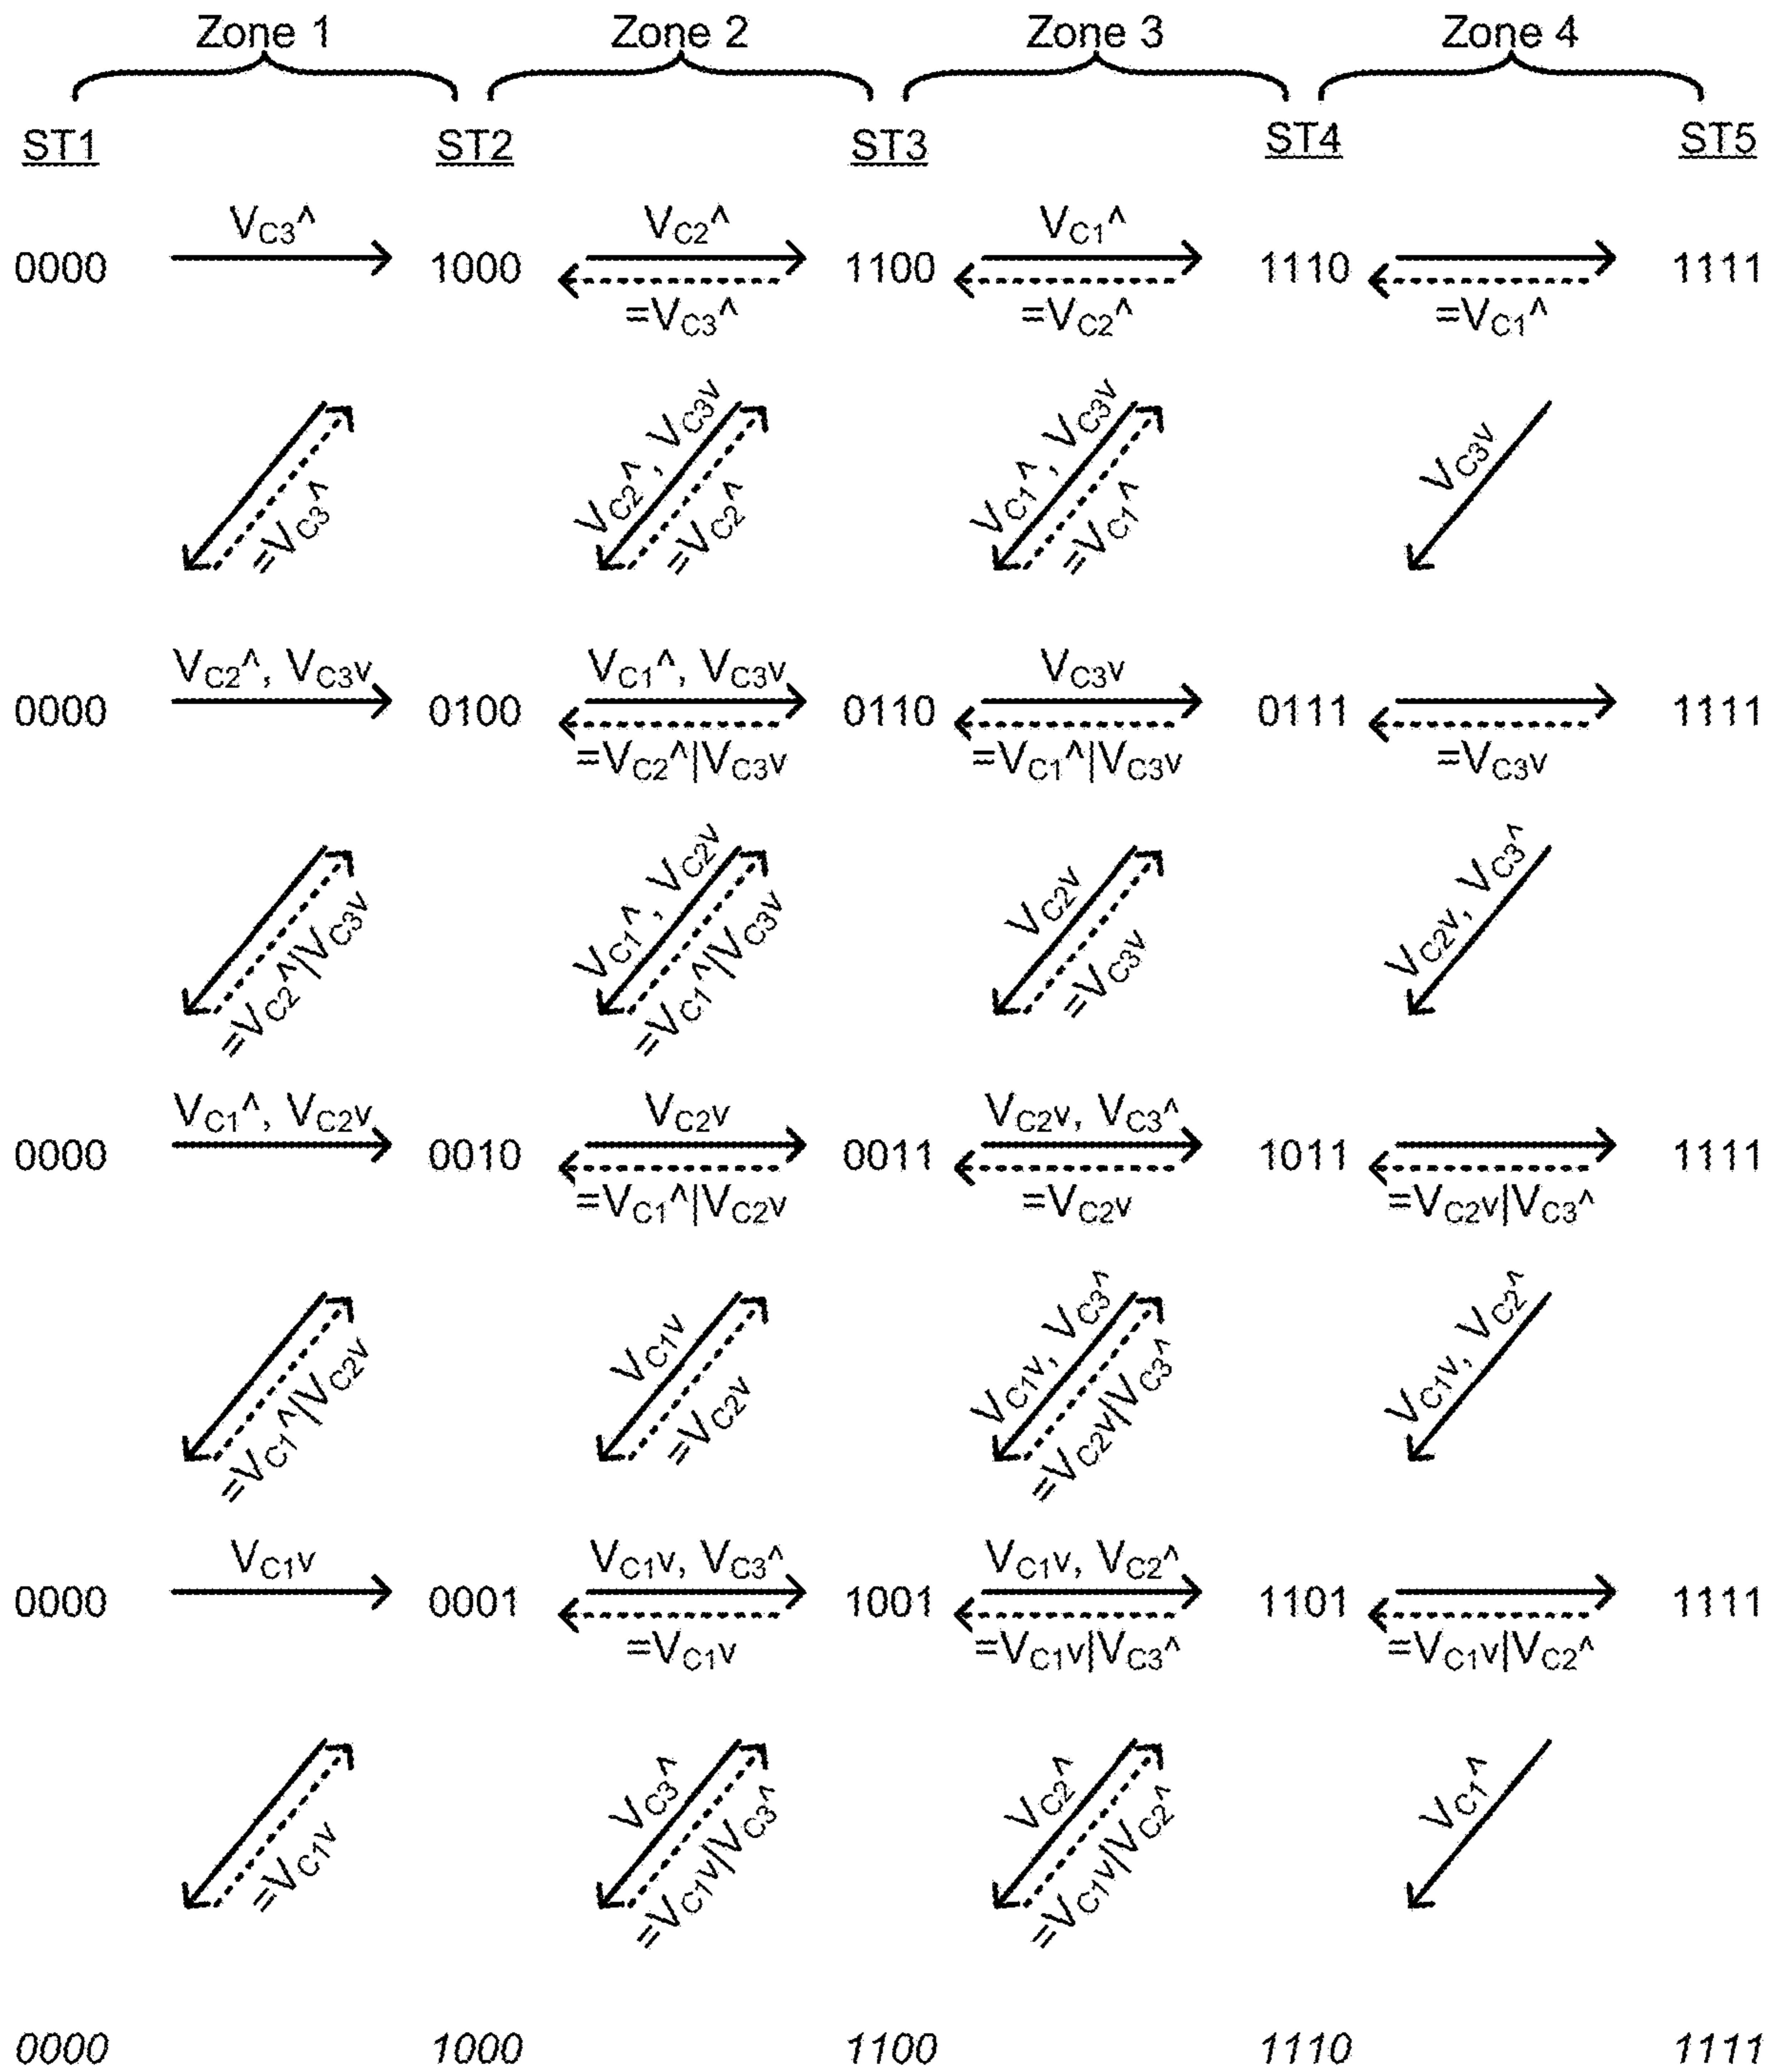 Zone 1 Zone 2 Zone 3 Zone 4
ST1 ST2 ST3 ST4 ST5
VC3^ VC2^ VC1^
0000 1000 1100 1110 1111
=VC3^ =VC2^ =VC1^
VC2^, VC3v VC1^, VC3v VC3v
=VC3^ =VC2^ =VC1^
VC2^, VC3v VC1^, VC3v VC3v
0000 0100 0110 0111 1111
=VC2^|VC3v =VC1^|VC3v =VC3v
VC1^, VC2v VC2v VC2v, VC3^
=VC2^|VC3v =VC1^|VC3v =VC3v
VC1^, VC2v VC2v VC2v, VC3^
0000 0010 0011 1011 1111
=VC1^|VC2v =VC2v =VC2v|VC3^
VC1v VC1v, VC3^ VC1v, VC2^
=VC1^|VC2v =VC2v =VC2v|VC3^
VC1v VC1v, VC3^ VC1v, VC2^
0000 0001 1001 1101 1111
=VC1v =VC1v|VC3^ =VC1v|VC2^
VC3^ VC2^ VC1^
=VC1v =VC1v|VC3^ =VC1v|VC2^
0000 1000 1100 1110 1111